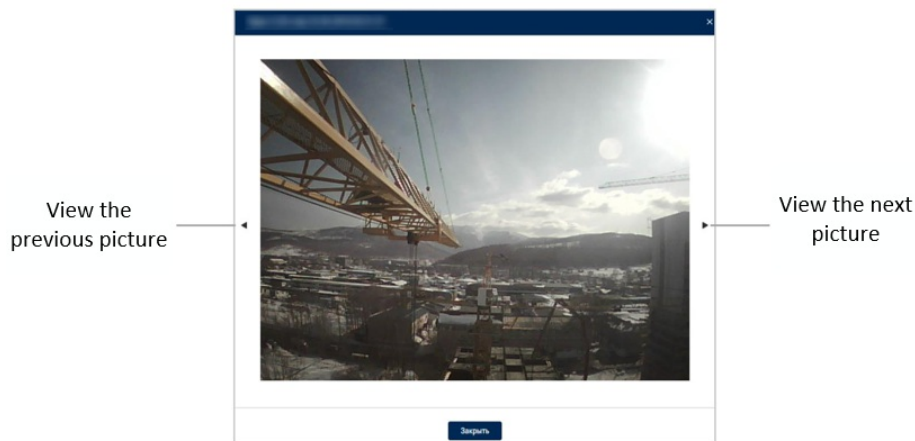 View the
previous picture
View the next
picture
Закрыть